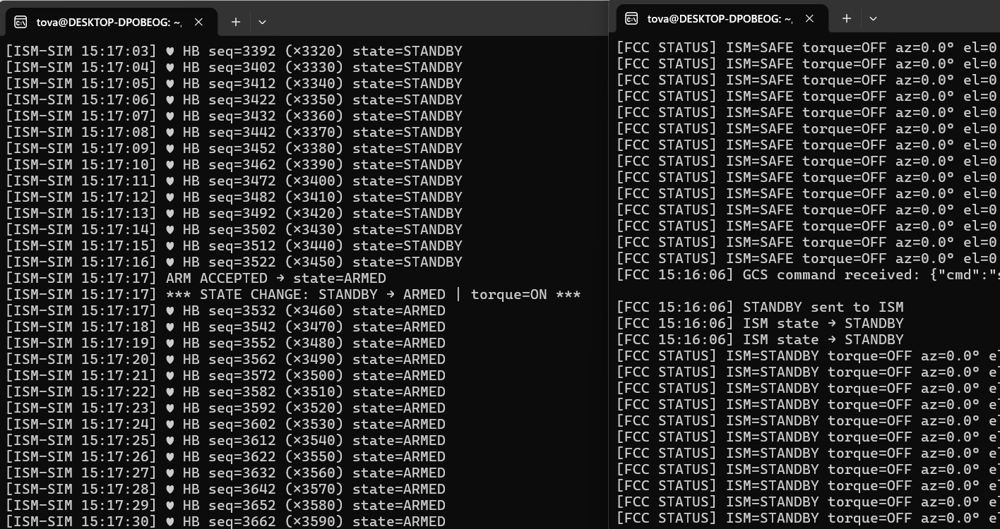 tova@DESKTOP-DPOBEOG: ~,
[ISM-SIM 15:17:03] ♥ HB seq=3392 (×3320) state=STANDBY
[ISM-SIM 15:17:04] ♥ HB seq=3402 (×3330) state=STANDBY
[ISM-SIM 15:17:05] ♥ HB seq=3412 (×3340) state=STANDBY
[ISM-SIM 15:17:06] ♥ HB seq=3422 (×3350) state=STANDBY
[ISM-SIM 15:17:07] ♥ HB seq=3432 (×3360) state=STANDBY
[ISM-SIM 15:17:08] ♥ HB seq=3442 (×3370) state=STANDBY
[ISM-SIM 15:17:09] ♥ HB seq=3452 (×3380) state=STANDBY
[ISM-SIM 15:17:10] ♥ HB seq=3462 (×3390) state=STANDBY
[ISM-SIM 15:17:11] ♥ HB seq=3472 (×3400) state=STANDBY
[ISM-SIM 15:17:12] ♥ HB seq=3482 (×3410) state=STANDBY
[ISM-SIM 15:17:13] ♥ HB seq=3492 (×3420) state=STANDBY
[ISM-SIM 15:17:14] ♥ HB seq=3502 (×3430) state=STANDBY
[ISM-SIM 15:17:15] ♥ HB seq=3512 (×3440) state=STANDBY
[ISM-SIM 15:17:16] ♥ HB seq=3522 (×3450) state=STANDBY
[ISM-SIM 15:17:17] ARM ACCEPTED → state=ARMED
[ISM-SIM 15:17:17] *** STATE CHANGE: STANDBY → ARMED | torque=ON ***
[ISM-SIM 15:17:17] ♥ HB seq=3532 (×3460) state=ARMED
[ISM-SIM 15:17:18] ♥ HB seq=3542 (×3470) state=ARMED
[ISM-SIM 15:17:19] ♥ HB seq=3552 (×3480) state=ARMED
[ISM-SIM 15:17:20] ♥ HB seq=3562 (×3490) state=ARMED
[ISM-SIM 15:17:21] ♥ HB seq=3572 (×3500) state=ARMED
[ISM-SIM 15:17:22] ♥ HB seq=3582 (×3510) state=ARMED
[ISM-SIM 15:17:23] ♥ HB seq=3592 (×3520) state=ARMED
[ISM-SIM 15:17:24] ♥ HB seq=3602 (×3530) state=ARMED
[ISM-SIM 15:17:25] ♥ HB seq=3612 (×3540) state=ARMED
[ISM-SIM 15:17:26] ♥ HB seq=3622 (×3550) state=ARMED
[ISM-SIM 15:17:27] ♥ HB seq=3632 (×3560) state=ARMED
[ISM-SIM 15:17:28] ♥ HB seq=3642 (×3570) state=ARMED
[ISM-SIM 15:17:29] ♥ HB seq=3652 (×3580) state=ARMED
[ISM-SIM 15:17:30] ♥ HB seq=3662 (×3590) state=ARMED
tova@DESKTOP-DPOBEOG: ~,
[FCC STATUS] ISM=SAFE torque=OFF az=0.0° el=0
[FCC STATUS] ISM=SAFE torque=OFF az=0.0° el=0
[FCC STATUS] ISM=SAFE torque=OFF az=0.0° el=0
[FCC STATUS] ISM=SAFE torque=OFF az=0.0° el=0
[FCC STATUS] ISM=SAFE torque=OFF az=0.0° el=0
[FCC STATUS] ISM=SAFE torque=OFF az=0.0° el=0
[FCC STATUS] ISM=SAFE torque=OFF az=0.0° el=0
[FCC STATUS] ISM=SAFE torque=OFF az=0.0° el=0
[FCC STATUS] ISM=SAFE torque=OFF az=0.0° el=0
[FCC STATUS] ISM=SAFE torque=OFF az=0.0° el=0
[FCC STATUS] ISM=SAFE torque=OFF az=0.0° el=0
[FCC STATUS] ISM=SAFE torque=OFF az=0.0° el=0
[FCC STATUS] ISM=SAFE torque=OFF az=0.0° el=0
[FCC STATUS] ISM=SAFE torque=OFF az=0.0° el=0
[FCC 15:16:06] GCS command received: {"cmd":"s
[FCC 15:16:06] STANDBY sent to ISM
[FCC 15:16:06] ISM state → STANDBY
[FCC 15:16:06] ISM state → STANDBY
[FCC STATUS] ISM=STANDBY torque=OFF az=0.0° el
[FCC STATUS] ISM=STANDBY torque=OFF az=0.0° el
[FCC STATUS] ISM=STANDBY torque=OFF az=0.0° el
[FCC STATUS] ISM=STANDBY torque=OFF az=0.0° el
[FCC STATUS] ISM=STANDBY torque=OFF az=0.0° el
[FCC STATUS] ISM=STANDBY torque=OFF az=0.0° el
[FCC STATUS] ISM=STANDBY torque=OFF az=0.0° el
[FCC STATUS] ISM=STANDBY torque=OFF az=0.0° el
[FCC STATUS] ISM=STANDBY torque=OFF az=0.0° el
[FCC STATUS] ISM=STANDBY torque=OFF az=0.0° el
[FCC STATUS] ISM=STANDBY torque=OFF az=0.0° el